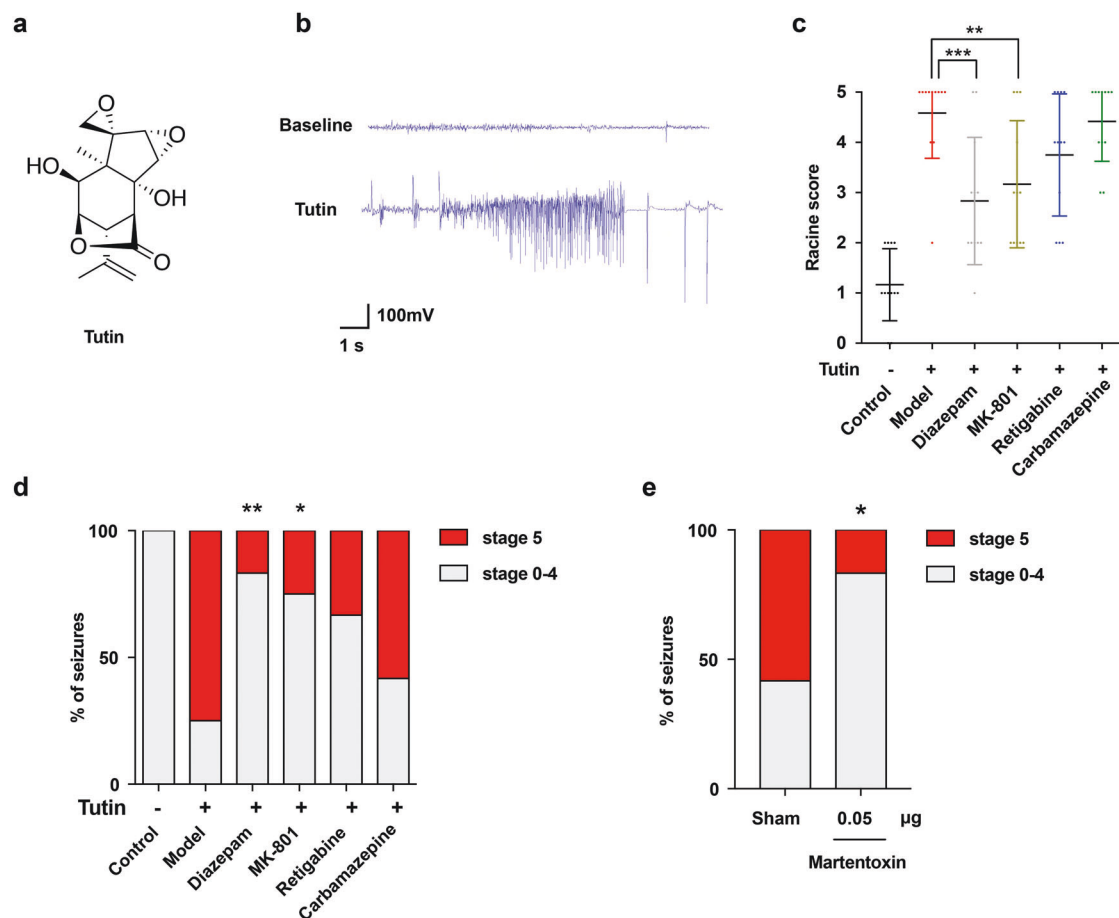 a
O
O
HO
OH
O
O
Tutin
b
Baseline
Tutin
100mV
1 s
c
**
***
Racine score
5
4
3
2
1
0
Tutin - + + + + +
Control
Model
Diazepam
MK-801
Retigabine
Carbamazepine
d
** *
% of seizures
100
50
0
stage 5
stage 0-4
Tutin - + + + + +
Control
Model
Diazepam
MK-801
Retigabine
Carbamazepine
e
*
% of seizures
100
50
0
stage 5
stage 0-4
Sham 0.05 µg
Martentoxin